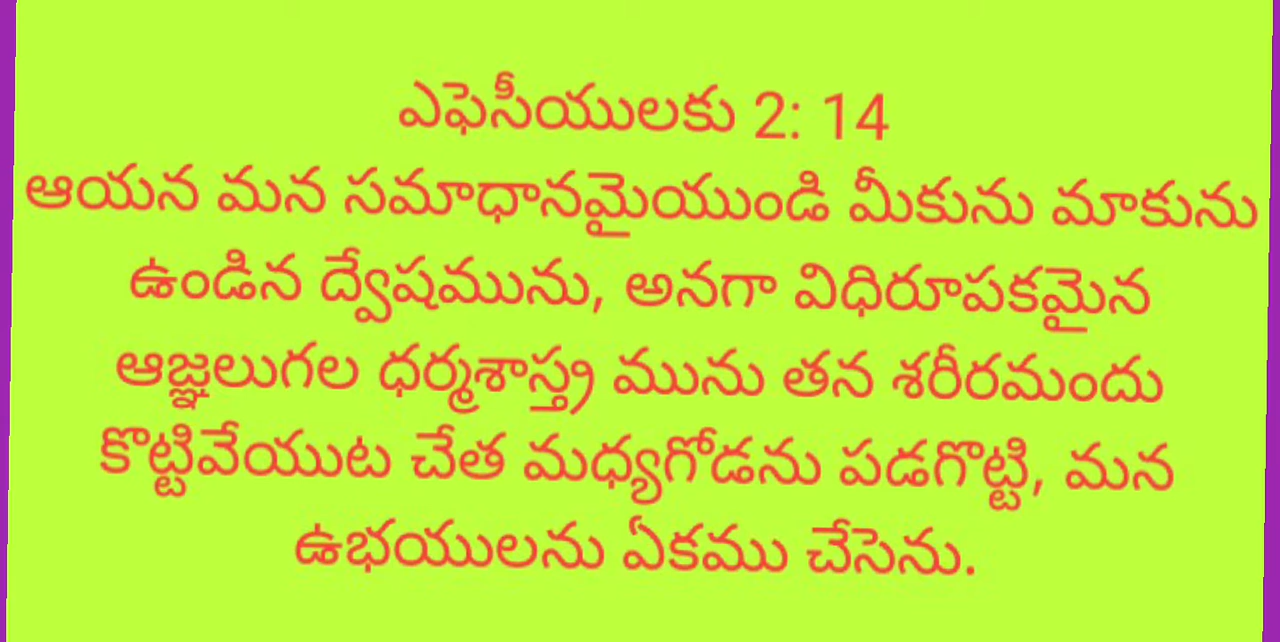 ఎఫెసీయులకు 2: 14
ఆయన మన సమాధానమైయుండి మీకును మాకును
ఉండిన ద్వేషమును, అనగా విధిరూపకమైన
ఆజ్ఞలుగల ధర్మశాస్త్ర మును తన శరీరమందు
కొట్టివేయుట చేత మధ్యగోడను పడగొట్టి, మన
ఉభయులను ఏకము చేసెను.